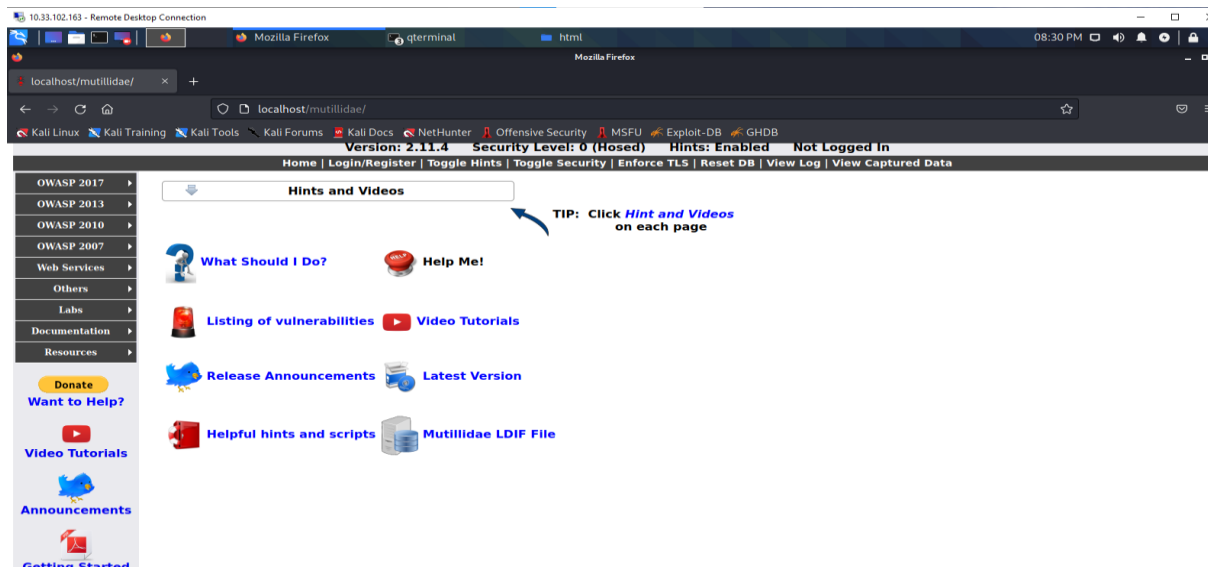 10.33.102.163 - Remote Desktop Connection
Mozilla Firefox qterminal html 08:30 PM
Mozilla Firefox
localhost/mutillidae/
localhost/mutillidae/
Kali Linux Kali Training Kali Tools Kali Forums Kali Docs NetHunter Offensive Security MSFU Exploit-DB GHDB
Version: 2.11.4 Security Level: 0 (Hosed) Hints: Enabled Not Logged In
Home | Login/Register | Toggle Hints | Toggle Security | Enforce TLS | Reset DB | View Log | View Captured Data
OWASP 2017
OWASP 2013
OWASP 2010
OWASP 2007
Web Services
Others
Labs
Documentation
Resources
Donate
Want to Help?
Video Tutorials
Announcements
Getting Started
Hints and Videos
TIP: Click Hint and Videos
on each page
What Should I Do? Help Me!
Listing of vulnerabilities Video Tutorials
Release Announcements Latest Version
Helpful hints and scripts Mutillidae LDIF File